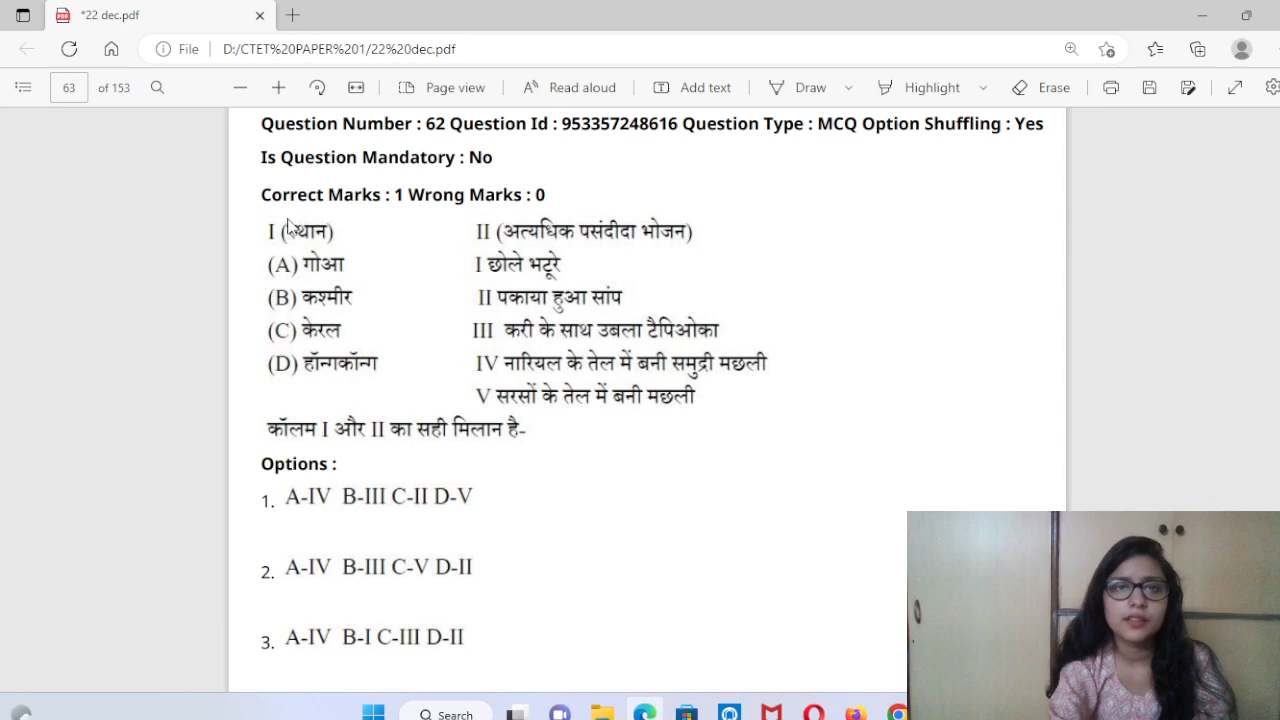 *22 dec.pdf
File D:/CTET%20PAPER%201/22%20dec.pdf
63 of 153 Page view Read aloud Add text Draw Highlight Erase
Question Number : 62 Question Id : 953357248616 Question Type : MCQ Option Shuffling : Yes
Is Question Mandatory : No
Correct Marks : 1 Wrong Marks : 0
I (स्थान) II (अत्यधिक पसंदीदा भोजन)
(A) गोआ I छोले भटूरे
(B) कश्मीर II पकाया हुआ सांप
(C) केरल III करी के साथ उबला टैपिओका
(D) हॉन्गकॉन्ग IV नारियल के तेल में बनी समुद्री मछली
V सरसों के तेल में बनी मछली
कॉलम I और II का सही मिलान है-
Options :
1. A-IV B-III C-II D-V
2. A-IV B-III C-V D-II
3. A-IV B-I C-III D-II
Search